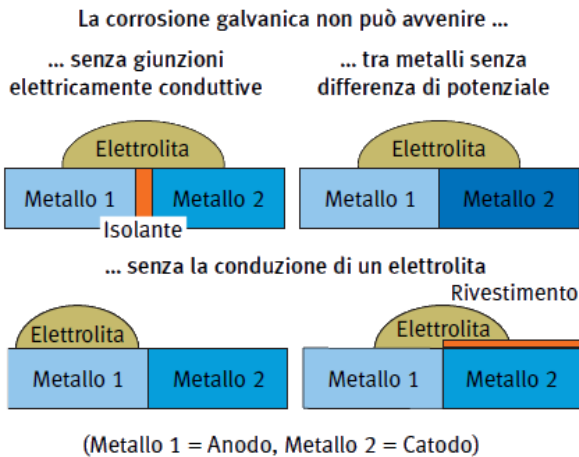 La corrosione galvanica non può avvenire ...
... senza giunzioni
elettricamente conduttive
... tra metalli senza
differenza di potenziale
Elettrolita
Metallo 1
Metallo 2
Isolante
Elettrolita
Metallo 1
Metallo 2
... senza la conduzione di un elettrolita
Elettrolita
Metallo 1
Metallo 2
Rivestimento
Elettrolita
Metallo 1
Metallo 2
(Metallo 1 = Anodo, Metallo 2 = Catodo)